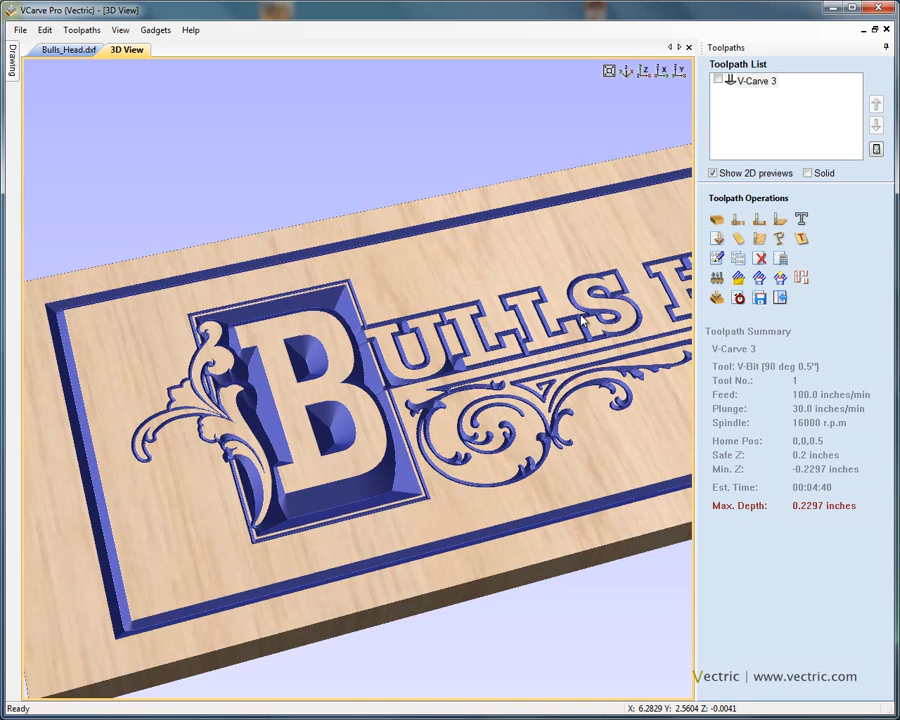 VCarve Pro (Vectric) - [3D View]
File Edit Toolpaths View Gadgets Help
Drawing
Bulls_Head.dxf 3D View
Toolpaths
Toolpath List
V-Carve 3
Show 2D previews Solid
Toolpath Operations
Toolpath Summary
V-Carve 3
Tool: V-Bit [90 deg 0.5"]
Tool No.: 1
Feed: 100.0 inches/min
Plunge: 30.0 inches/min
Spindle: 16000 r.p.m
Home Pos: 0,0,0.5
Safe Z: 0.2 inches
Min. Z: -0.2297 inches
Est. Time: 00:04:40
Max. Depth: 0.2297 inches
BULLS
Vectric | www.vectric.com
Ready X: 6.2829 Y: 2.5604 Z: -0.0041